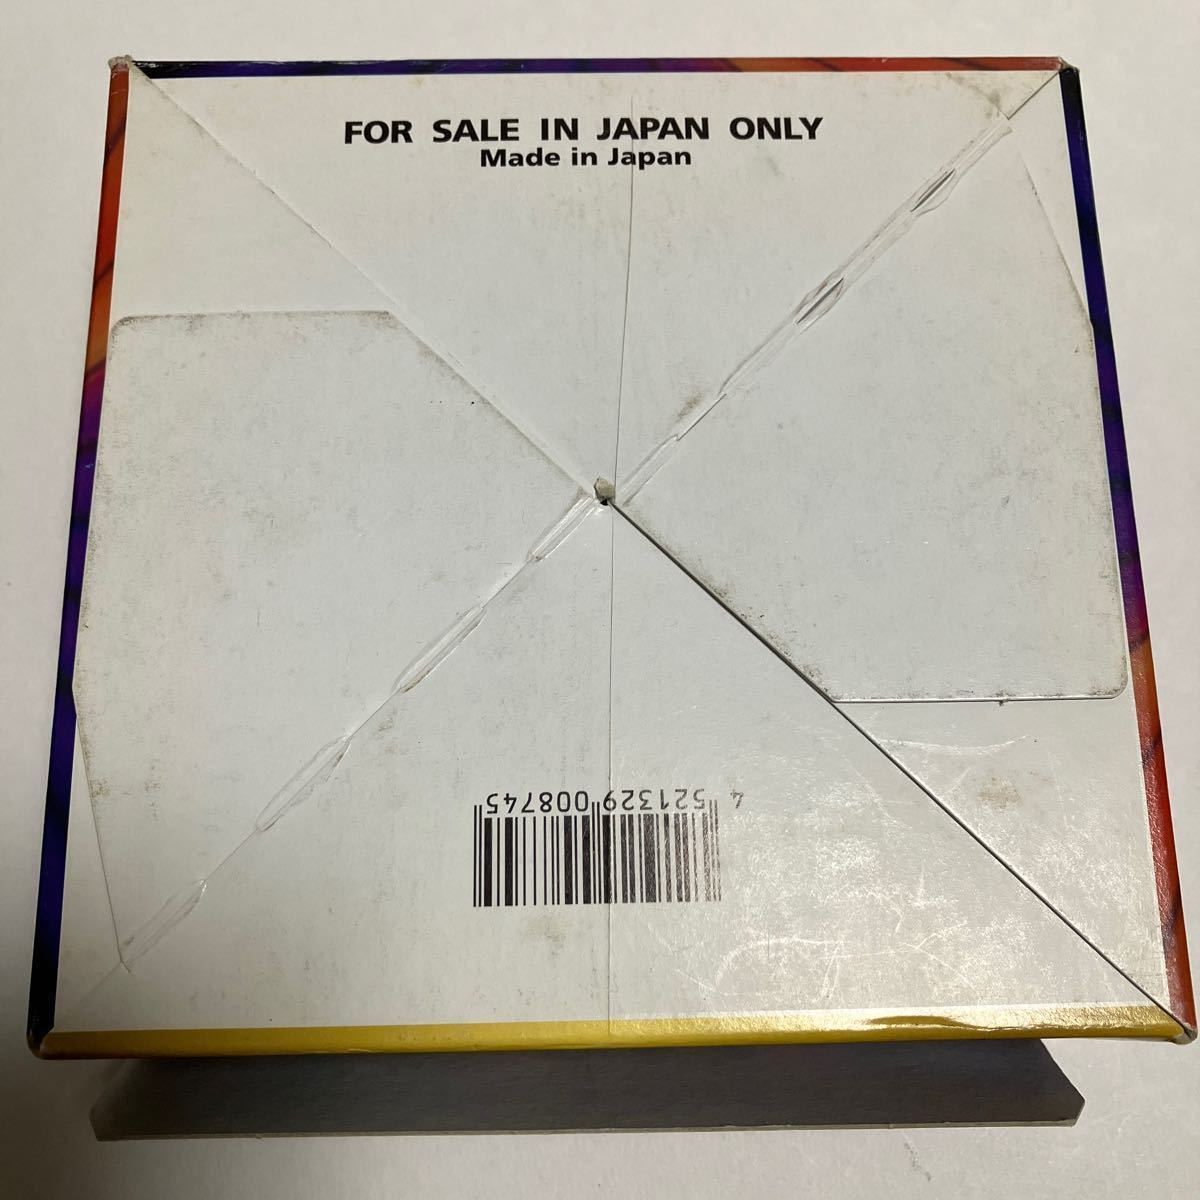 FOR SALE IN JAPAN ONLY
Made in Japan
4 521329 008745